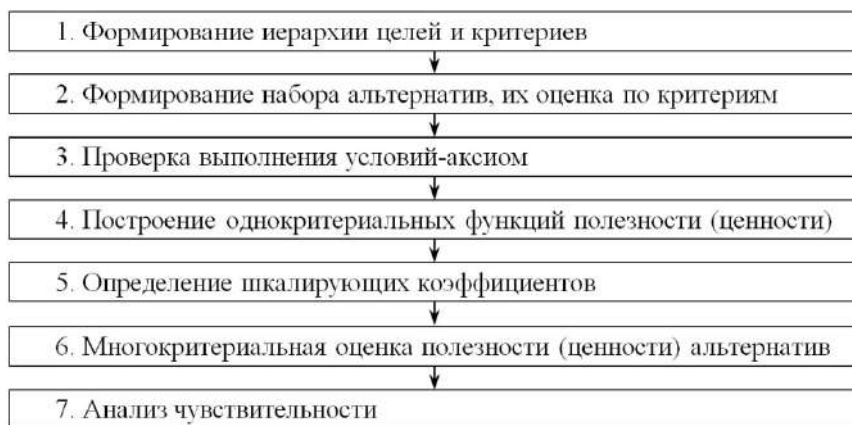 1. Формирование иерархии целей и критериев
2. Формирование набора альтернатив, их оценка по критериям
3. Проверка выполнения условий-аксиом
4. Построение однокритериальных функций полезности (ценности)
5. Определение шкалирующих коэффициентов
6. Многокритериальная оценка полезности (ценности) альтернатив
7. Анализ чувствительности